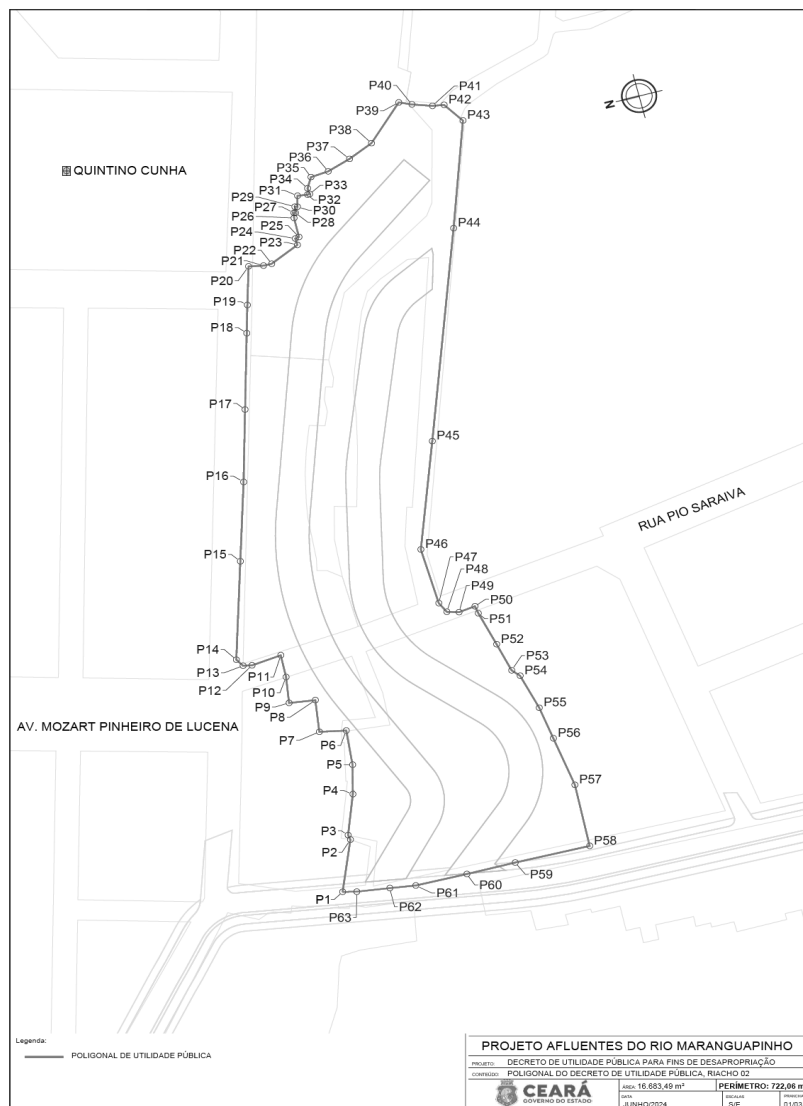 P40
P41
P42
P39
P43
P38
P37
P36
P35
P34
P33
P31
P32
P29
P30
P27
P28
P26
P25
P24
P23
P22
P21
P20
P19
P18
P17
P16
P15
P14
P13
P12
P11
P10
P9
P8
P7
P6
P5
P4
P3
P2
P1
P44
P45
P46
P47
P48
P49
P50
P51
P52
P53
P54
P55
P56
P57
P58
P59
P60
P61
P62
P63
N
QUINTINO CUNHA
RUA PIO SARAIVA
AV. MOZART PINHEIRO DE LUCENA
Legenda:
POLIGONAL DE UTILIDADE PÚBLICA
PROJETO AFLUENTES DO RIO MARANGUAPINHO
PROJETO: DECRETO DE UTILIDADE PÚBLICA PARA FINS DE DESAPROPRIAÇÃO
CONTEÚDO: POLIGONAL DO DECRETO DE UTILIDADE PÚBLICA, RIACHO 02
CEARÁ
GOVERNO DO ESTADO
ÁREA: 16.683,49 m² PERÍMETRO: 722,06 m
DATA ESCALAS PRANCHA
JUNHO/2024 S/E 01/03